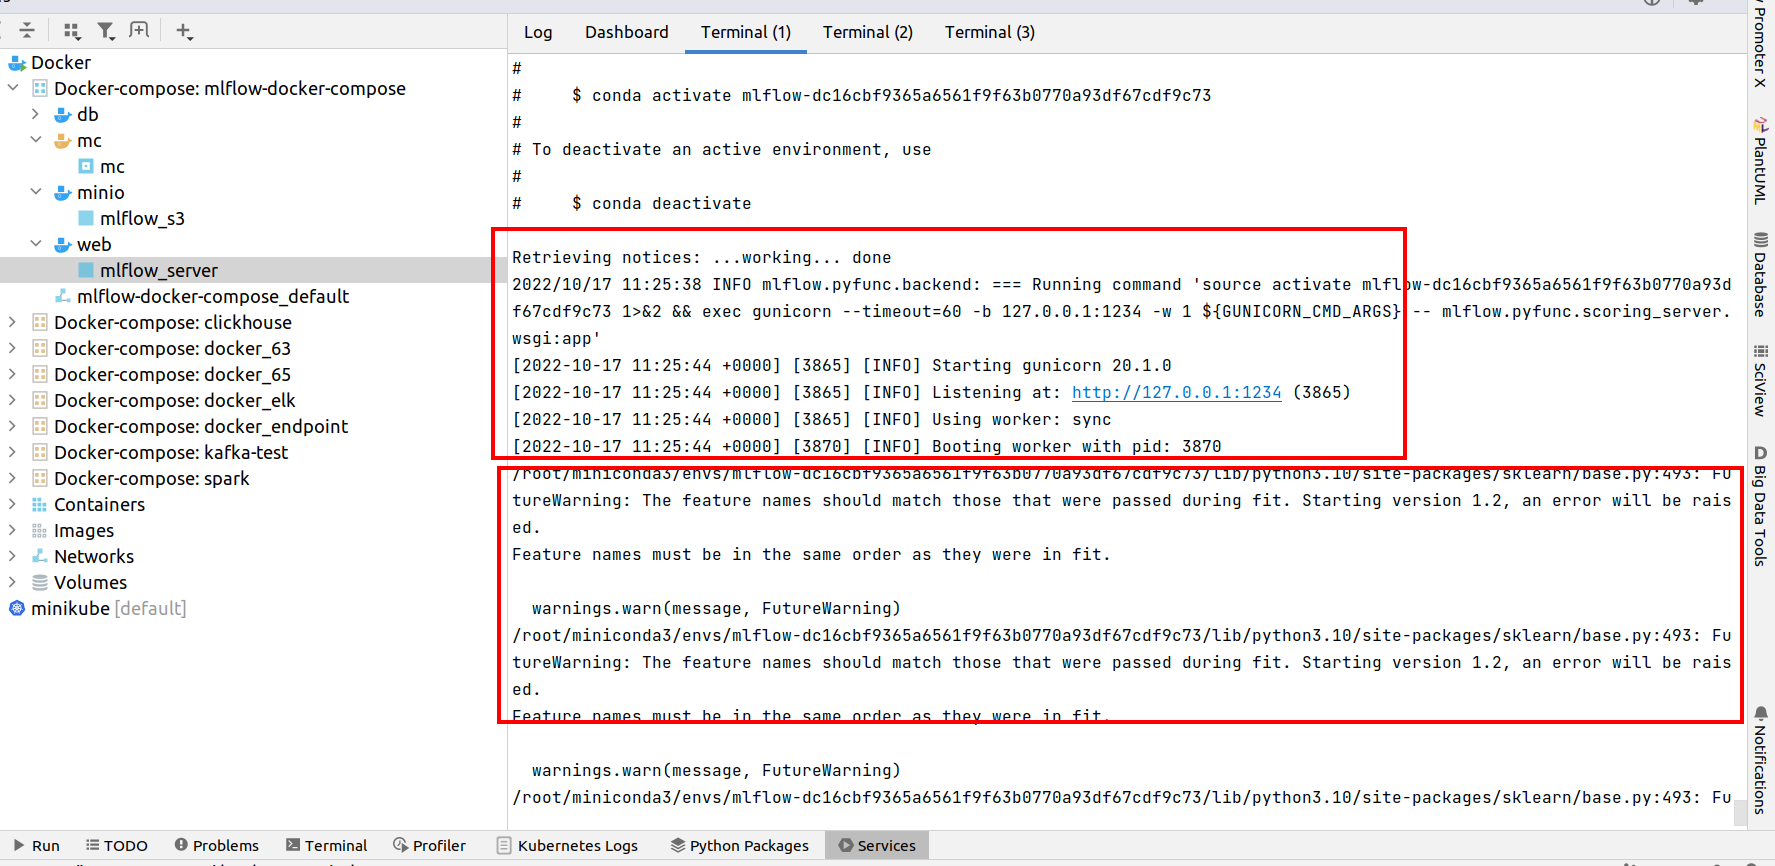 Log Dashboard Terminal (1) Terminal (2) Terminal (3)
Docker
Docker-compose: mlflow-docker-compose
db
mc
mc
minio
mlflow_s3
web
mlflow_server
mlflow-docker-compose_default
Docker-compose: clickhouse
Docker-compose: docker_63
Docker-compose: docker_65
Docker-compose: docker_elk
Docker-compose: docker_endpoint
Docker-compose: kafka-test
Docker-compose: spark
Containers
Images
Networks
Volumes
minikube [default]
#
#     $ conda activate mlflow-dc16cbf9365a6561f9f63b0770a93df67cdf9c73
#
# To deactivate an active environment, use
#
#     $ conda deactivate
Retrieving notices: ...working... done
2022/10/17 11:25:38 INFO mlflow.pyfunc.backend: === Running command 'source activate mlflow-dc16cbf9365a6561f9f63b0770a93d
f67cdf9c73 1>&2 && exec gunicorn --timeout=60 -b 127.0.0.1:1234 -w 1 ${GUNICORN_CMD_ARGS} -- mlflow.pyfunc.scoring_server.
wsgi:app'
[2022-10-17 11:25:44 +0000] [3865] [INFO] Starting gunicorn 20.1.0
[2022-10-17 11:25:44 +0000] [3865] [INFO] Listening at: http://127.0.0.1:1234 (3865)
[2022-10-17 11:25:44 +0000] [3865] [INFO] Using worker: sync
[2022-10-17 11:25:44 +0000] [3870] [INFO] Booting worker with pid: 3870
/root/miniconda3/envs/mlflow-dc16cbf9365a6561f9f63b0770a93df67cdf9c73/lib/python3.10/site-packages/sklearn/base.py:493: Fu
tureWarning: The feature names should match those that were passed during fit. Starting version 1.2, an error will be rais
ed.
Feature names must be in the same order as they were in fit.
  warnings.warn(message, FutureWarning)
/root/miniconda3/envs/mlflow-dc16cbf9365a6561f9f63b0770a93df67cdf9c73/lib/python3.10/site-packages/sklearn/base.py:493: Fu
tureWarning: The feature names should match those that were passed during fit. Starting version 1.2, an error will be rais
ed.
Feature names must be in the same order as they were in fit.
  warnings.warn(message, FutureWarning)
/root/miniconda3/envs/mlflow-dc16cbf9365a6561f9f63b0770a93df67cdf9c73/lib/python3.10/site-packages/sklearn/base.py:493: Fu
Promoter X
PlantUML
Database
SciView
D
Big Data Tools
Notifications
Run TODO Problems Terminal Profiler Kubernetes Logs Python Packages Services